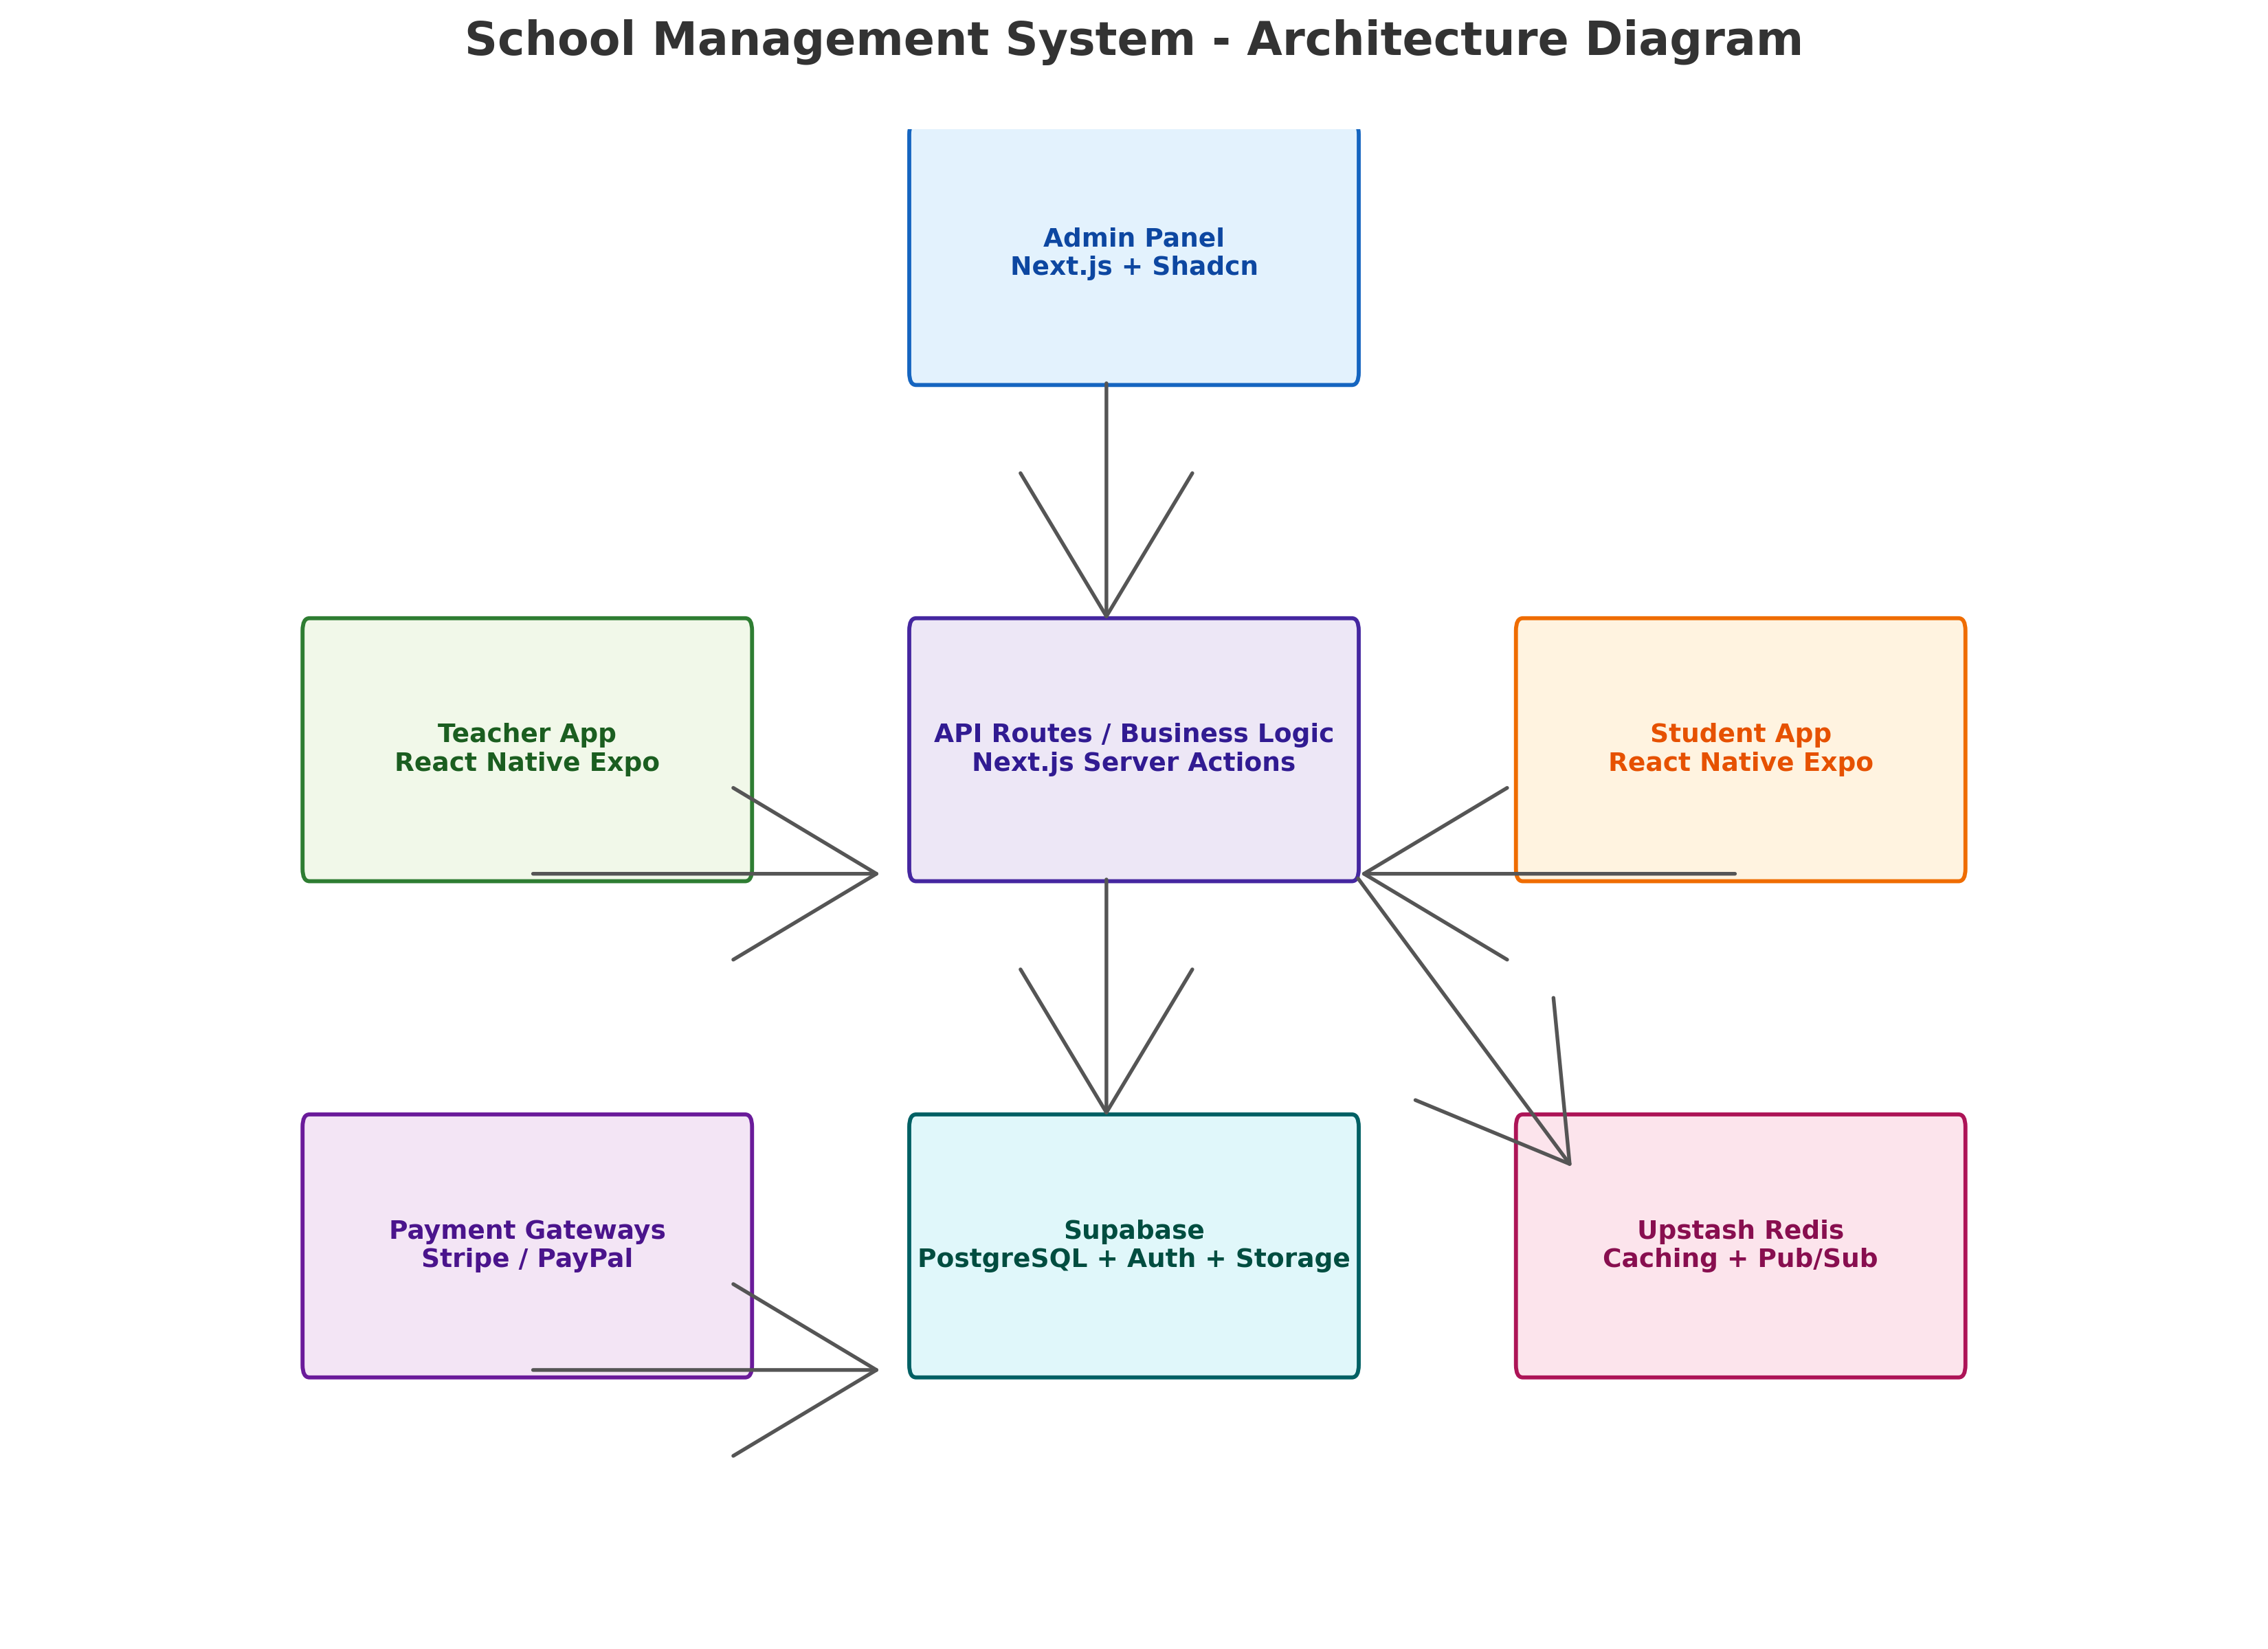 School Management System - Architecture Diagram
Admin Panel
Next.js + Shadcn
Teacher App
React Native Expo
API Routes / Business Logic
Next.js Server Actions
Student App
React Native Expo
Payment Gateways
Stripe / PayPal
Supabase
PostgreSQL + Auth + Storage
Upstash Redis
Caching + Pub/Sub